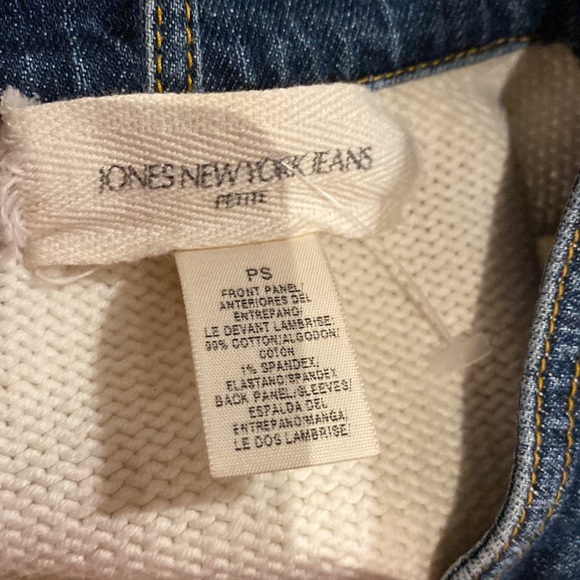 JONES NEW YORK JEANS
PETITE
PS
FRONT PANEL/
ANTERIORES DEL
ENTREPANO/
LE DEVANT LAMBRISE/
99% COTTON/ALGODON/
COTON
1% SPANDEX/
ELASTANO/SPANDEX
BACK PANEL/SLEEVES/
ESPALDA DEL
ENTREPANO/MANGA/
LE DOS LAMBRISE/